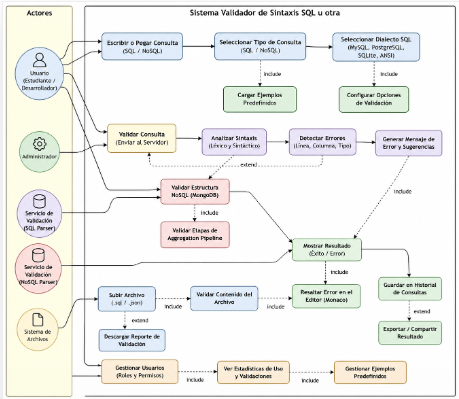 Actores
Sistema Validador de Sintaxis SQL u otra
Usuario
(Estudiante /
Desarrollador)
Escribir o Pegar Consulta
(SQL / NoSQL)
Seleccionar Tipo de Consulta
(SQL / NoSQL)
Seleccionar Dialecto SQL
(MySQL, PostgreSQL,
SQLite, ANSI)
include
include
Cargar Ejemplos
Predefinidos
Configurar Opciones
de Validación
Administrador
Validar Consulta
(Enviar al Servidor)
Analizar Sintaxis
(Léxico y Sintáctico)
Detectar Errores
(Línea, Columna, Tipo)
Generar Mensaje de
Error y Sugerencias
extend
include
Servicio de
Validación
(SQL Parser)
Validar Estructura
NoSQL (MongoDB)
include
Validar Etapas de
Aggregation Pipeline
Servicio de
Validación
(NoSQL Parser)
Mostrar Resultado
(Éxito / Error)
include
Sistema de
Archivos
Subir Archivo
(.sql / .json)
include
Validar Contenido del
Archivo
include
Resaltar Error en el
Editor (Monaco)
Guardar en Historial
de Consultas
extend
extend
Descargar Reporte de
Validación
Exportar / Compartir
Resultado
Gestionar Usuarios
(Roles y Permisos)
include
Ver Estadísticas de Uso
y Validaciones
include
Gestionar Ejemplos
Predefinidos